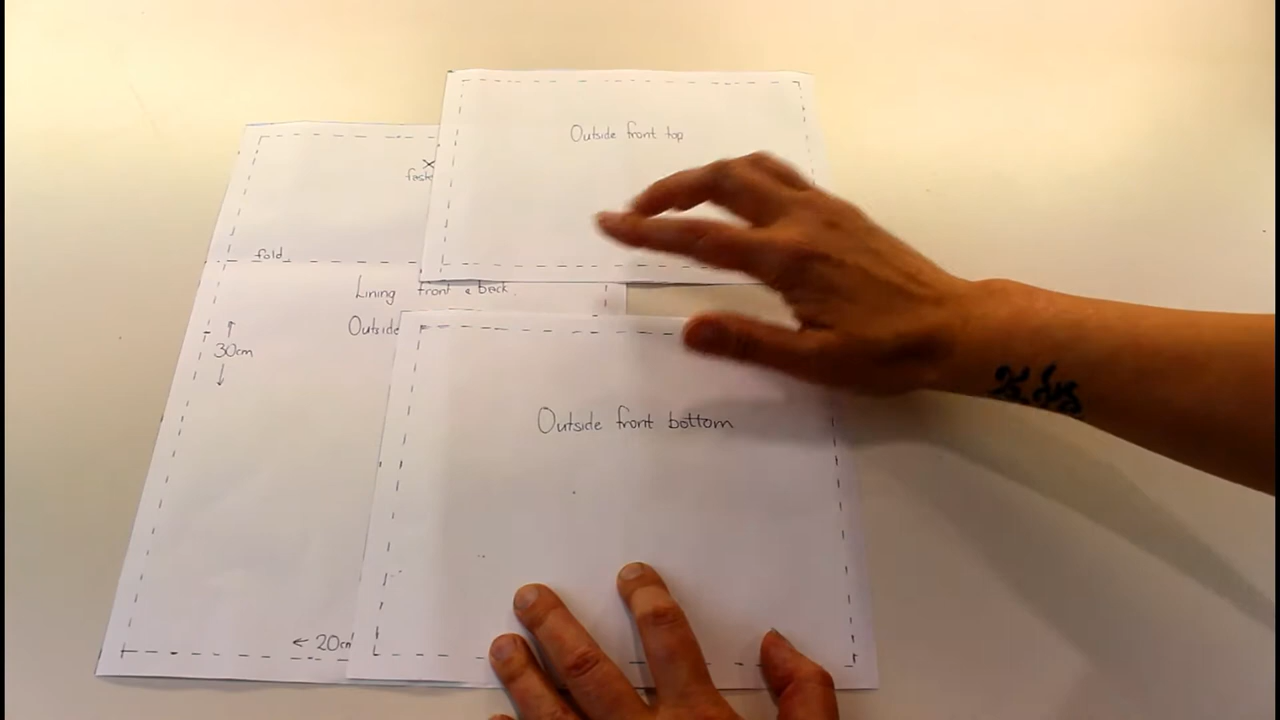 Outside front top
×
fold
Lining front & back.
Outside
↑
30cm
↓
Outside front bottom
← 20cm